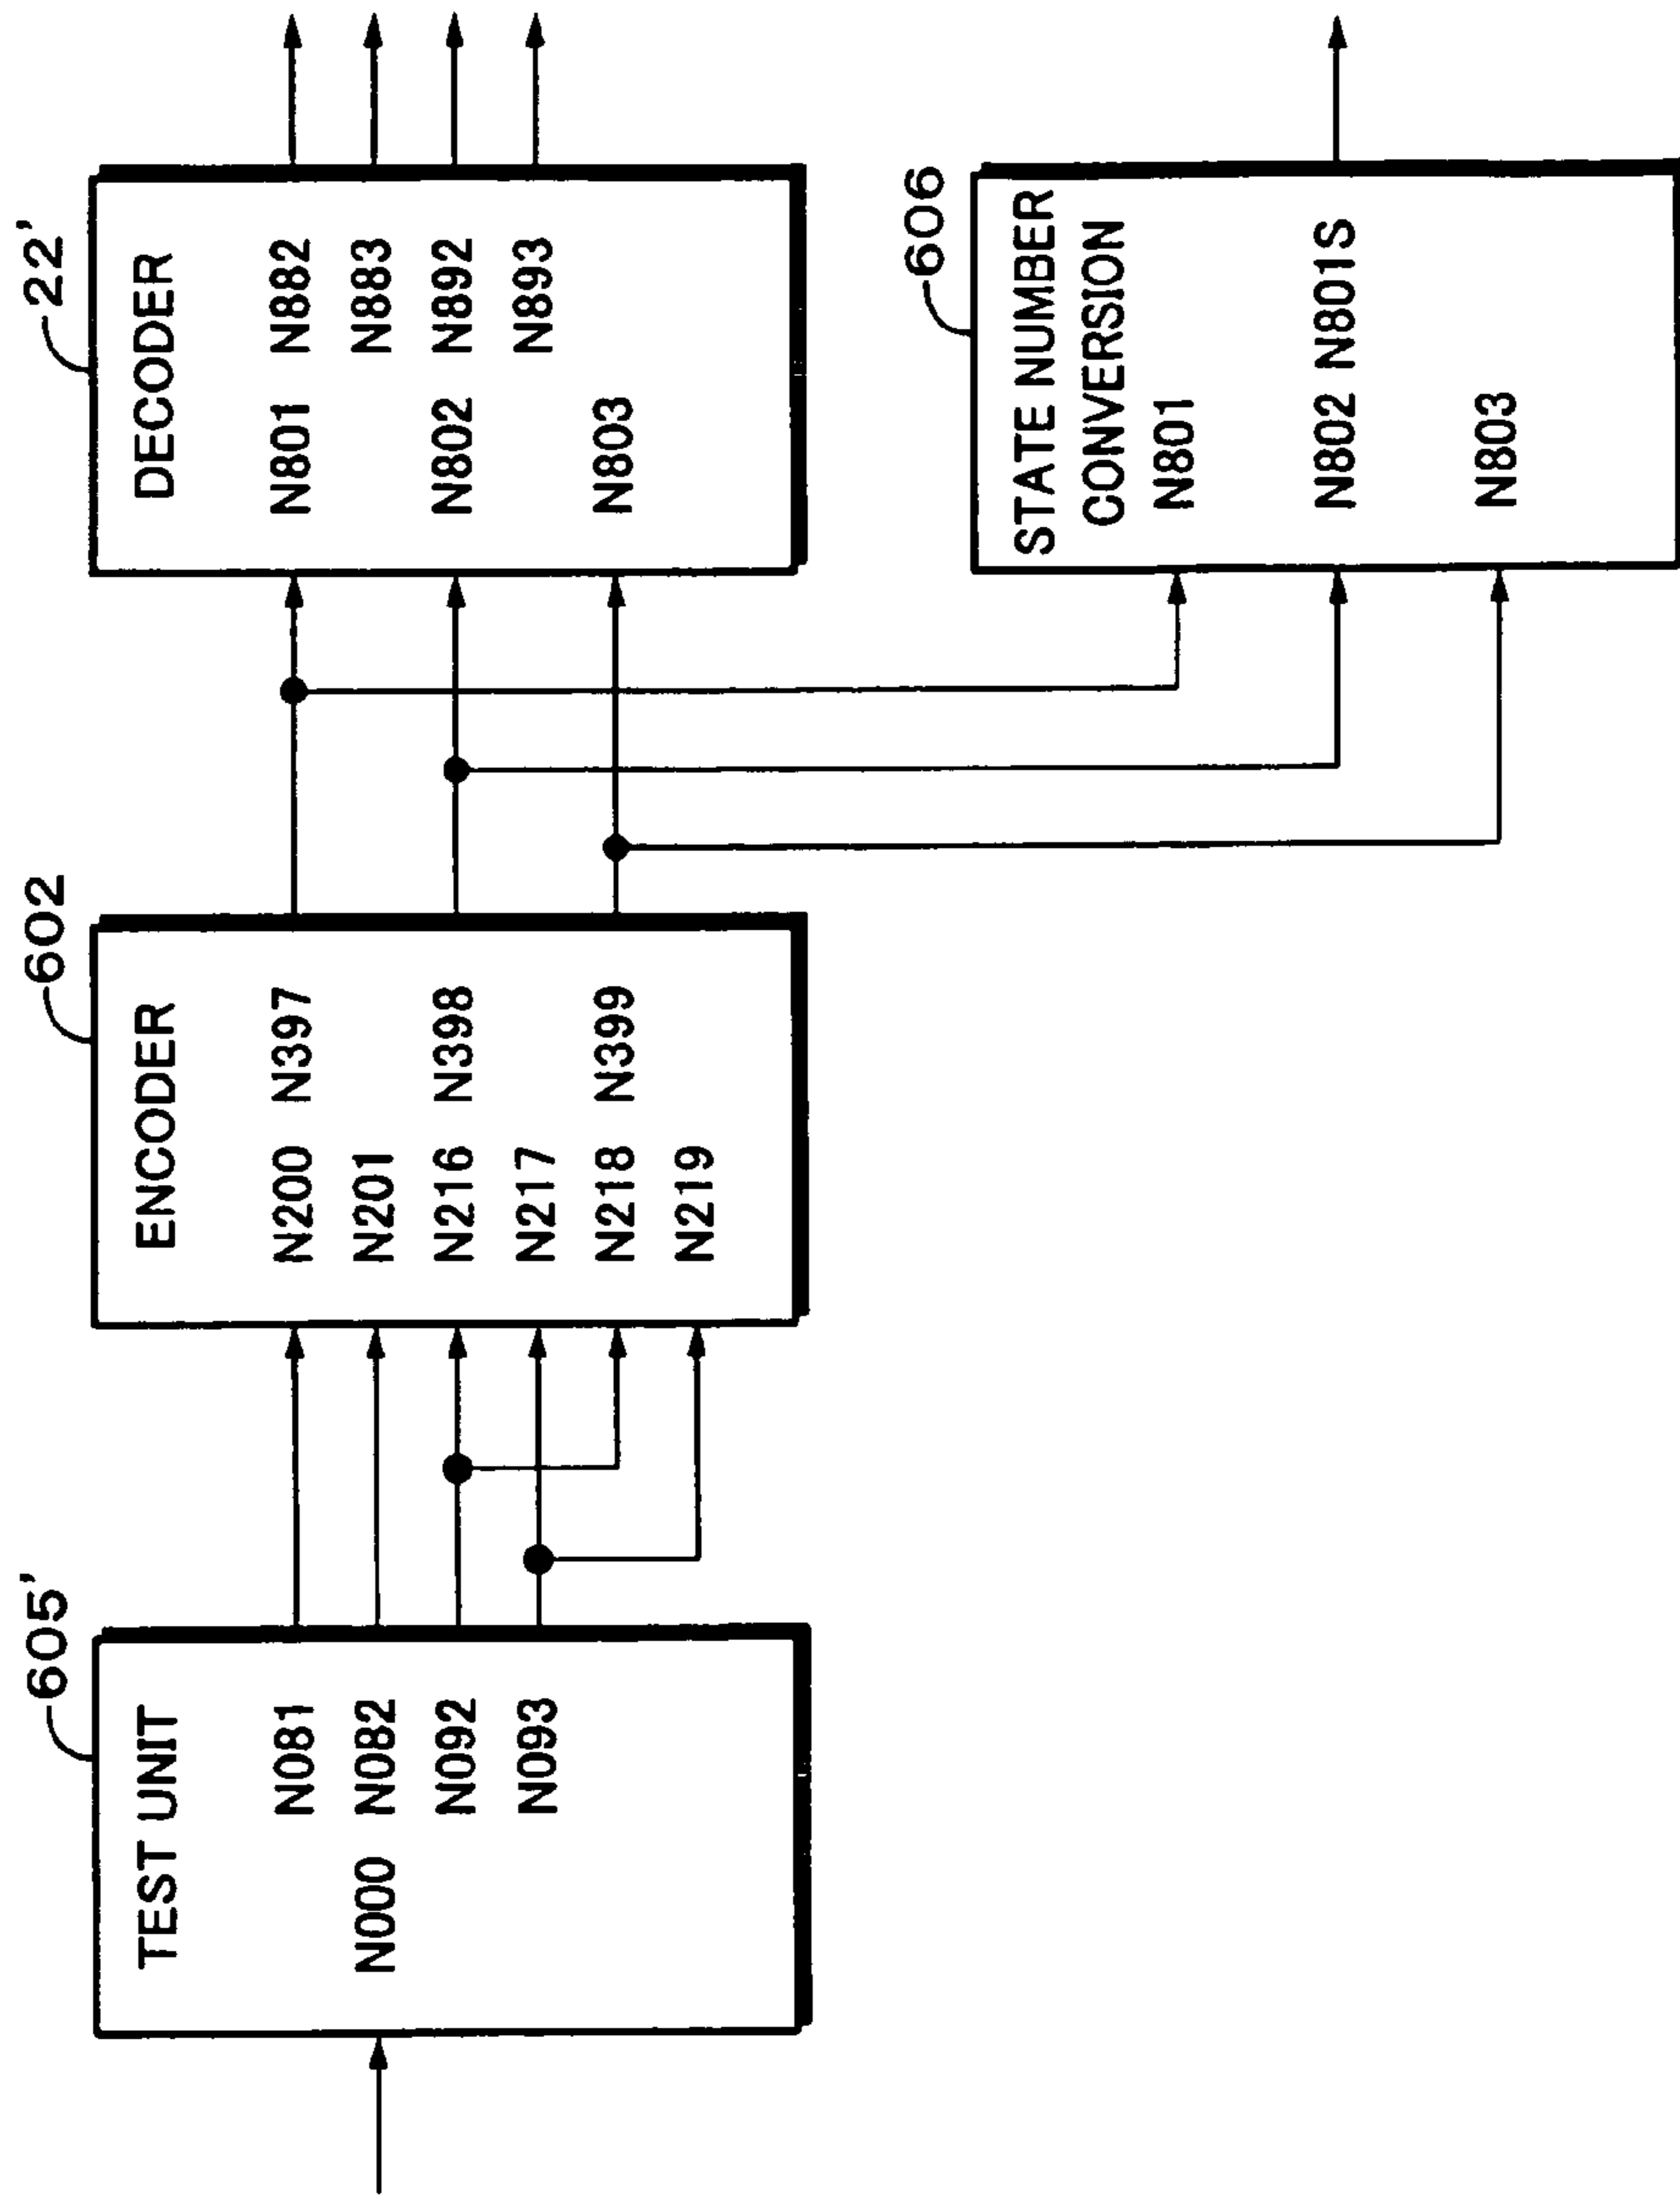 605'
TEST UNIT
N081
N000 N082
N092
N093
602
ENCODER
N200 N397
N201
N216 N398
N217
N218 N399
N219
22'
DECODER
N801 N882
N883
N802 N892
N893
N803
606
STATE NUMBER
CONVERSION
N801
N802 N801S
N803